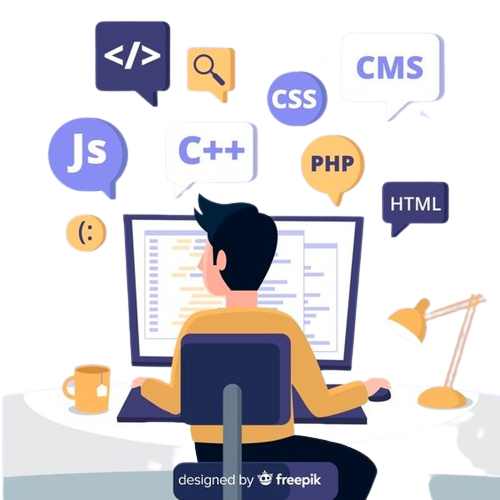 </>
CMS
CSS
Js
C++
PHP
HTML
(:
designed by freepik